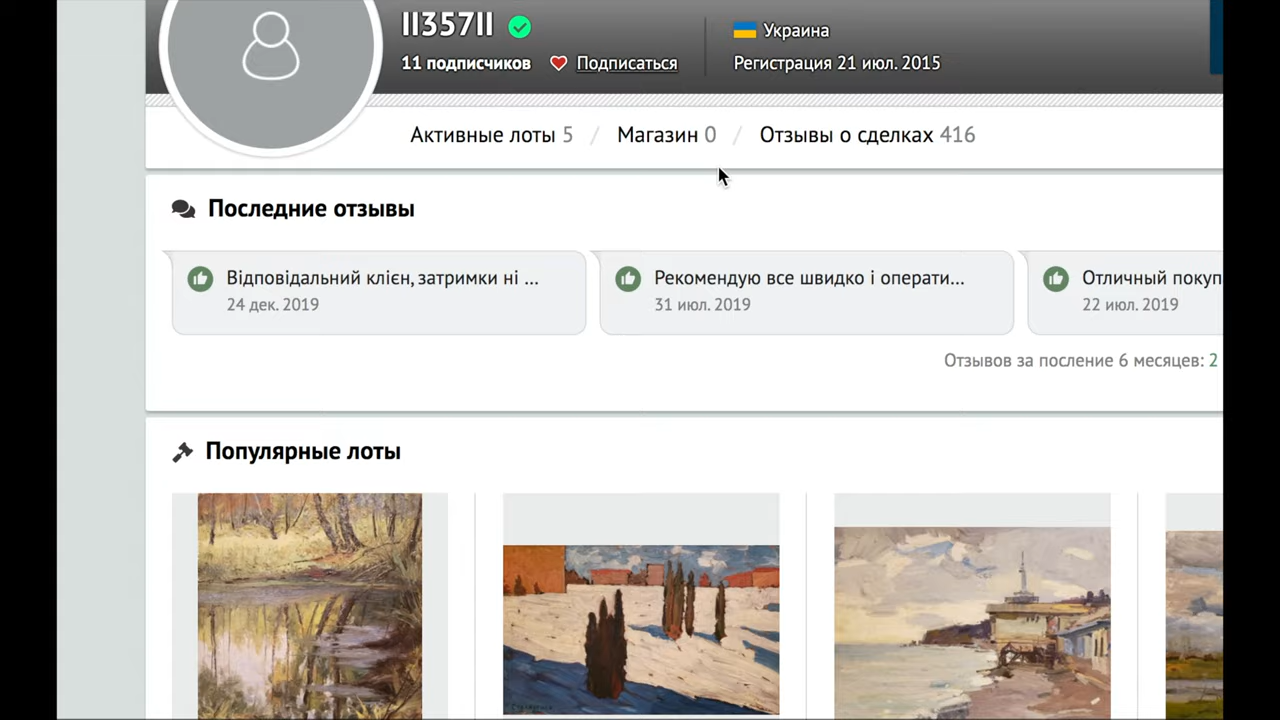 II357II
11 подписчиков Подписаться
Украина
Регистрация 21 июл. 2015
Активные лоты 5 / Магазин 0 / Отзывы о сделках 416
Последние отзывы
Відповідальний клієн, затримки ні ...
24 дек. 2019
Рекомендую все швидко і операти...
31 июл. 2019
Отличный покуп
22 июл. 2019
Отзывов за посление 6 месяцев: 2
Популярные лоты